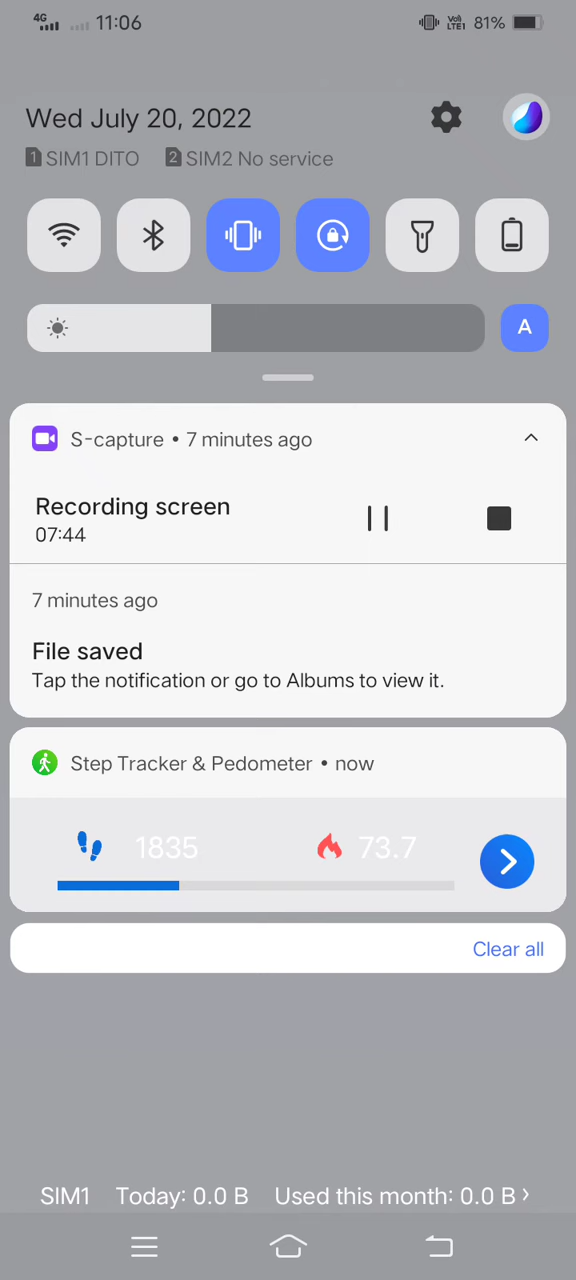 4G 11:06 Vo)) LTE1 81%
Wed July 20, 2022
1 SIM1 DITO 2 SIM2 No service
A
S-capture • 7 minutes ago
Recording screen
07:44
7 minutes ago
File saved
Tap the notification or go to Albums to view it.
Step Tracker & Pedometer • now
1835 73.7
Clear all
SIM1 Today: 0.0 B Used this month: 0.0 B ›